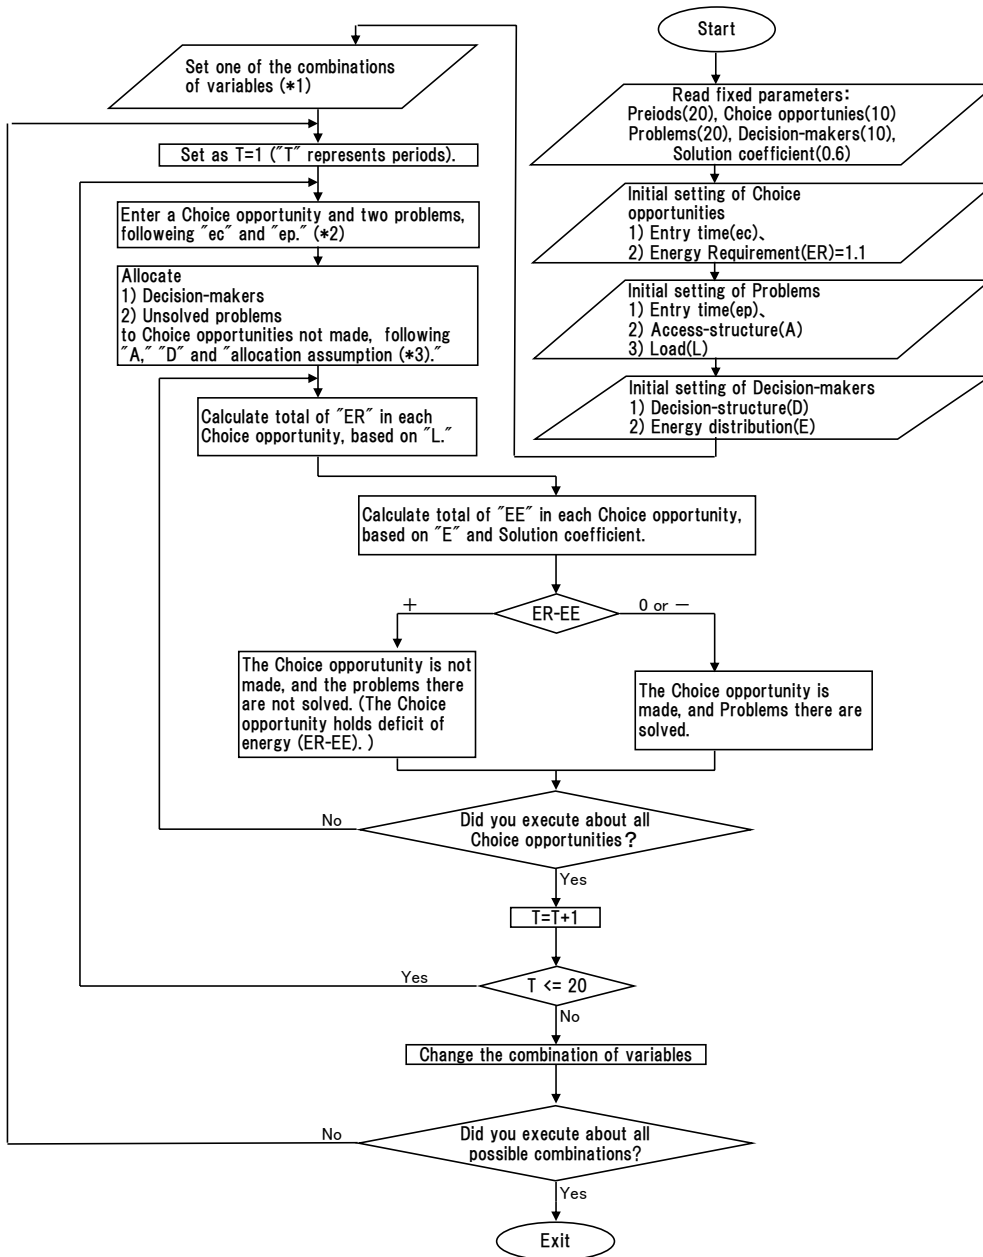 Start
Read fixed parameters:
Preiods(20), Choice opportunies(10)
Problems(20), Decision-makers(10),
Solution coefficient(0.6)
Initial setting of Choice
opportunities
1) Entry time(ec)、
2) Energy Requirement(ER)=1.1
Initial setting of Problems
1) Entry time(ep)、
2) Access-structure(A)
3) Load(L)
Initial setting of Decision-makers
1) Decision-structure(D)
2) Energy distribution(E)
Set one of the combinations
of variables (*1)
Set as T=1 ("T" represents periods).
Enter a Choice opportunity and two problems,
followeing "ec" and "ep." (*2)
Allocate
1) Decision-makers
2) Unsolved problems
to Choice opportunities not made, following
"A," "D" and "allocation assumption (*3)."
Calculate total of "ER" in each
Choice opportunity, based on "L."
Calculate total of "EE" in each Choice opportunity,
based on "E" and Solution coefficient.
ER-EE
+
0 or -
The Choice opporutunity is not
made, and the problems there
are not solved. (The Choice
opportunity holds deficit of
energy (ER-EE). )
The Choice opportunity is
made, and Problems there are
solved.
Did you execute about all
Choice opportunities?
No
Yes
T=T+1
T <= 20
Yes
No
Change the combination of variables
Did you execute about all
possible combinations?
No
Yes
Exit